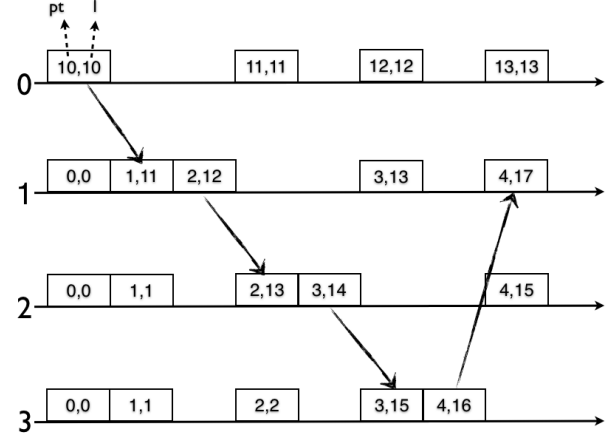 pt l
0 10,10 11,11 12,12 13,13
1 0,0 1,11 2,12 3,13 4,17
2 0,0 1,1 2,13 3,14 4,15
3 0,0 1,1 2,2 3,15 4,16